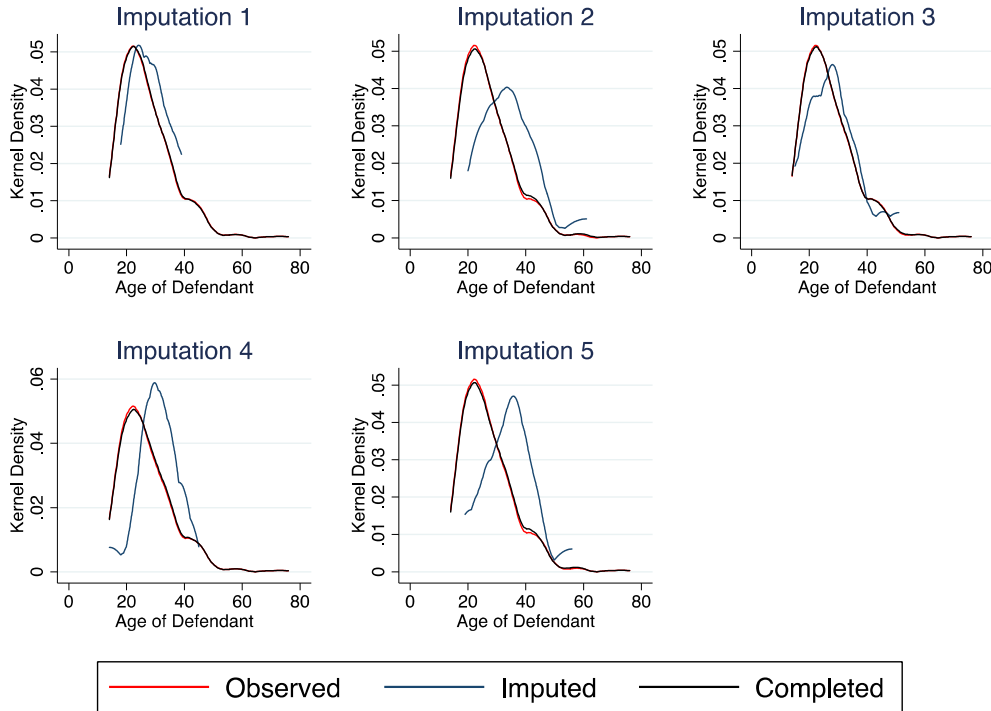 Imputation 1
Kernel Density
0 .01 .02 .03 .04 .05
0 20 40 60 80
Age of Defendant
Imputation 2
Kernel Density
0 .01 .02 .03 .04 .05
0 20 40 60 80
Age of Defendant
Imputation 3
Kernel Density
0 .01 .02 .03 .04 .05
0 20 40 60 80
Age of Defendant
Imputation 4
Kernel Density
0 .02 .04 .06
0 20 40 60 80
Age of Defendant
Imputation 5
Kernel Density
0 .01 .02 .03 .04 .05
0 20 40 60 80
Age of Defendant
Observed Imputed Completed